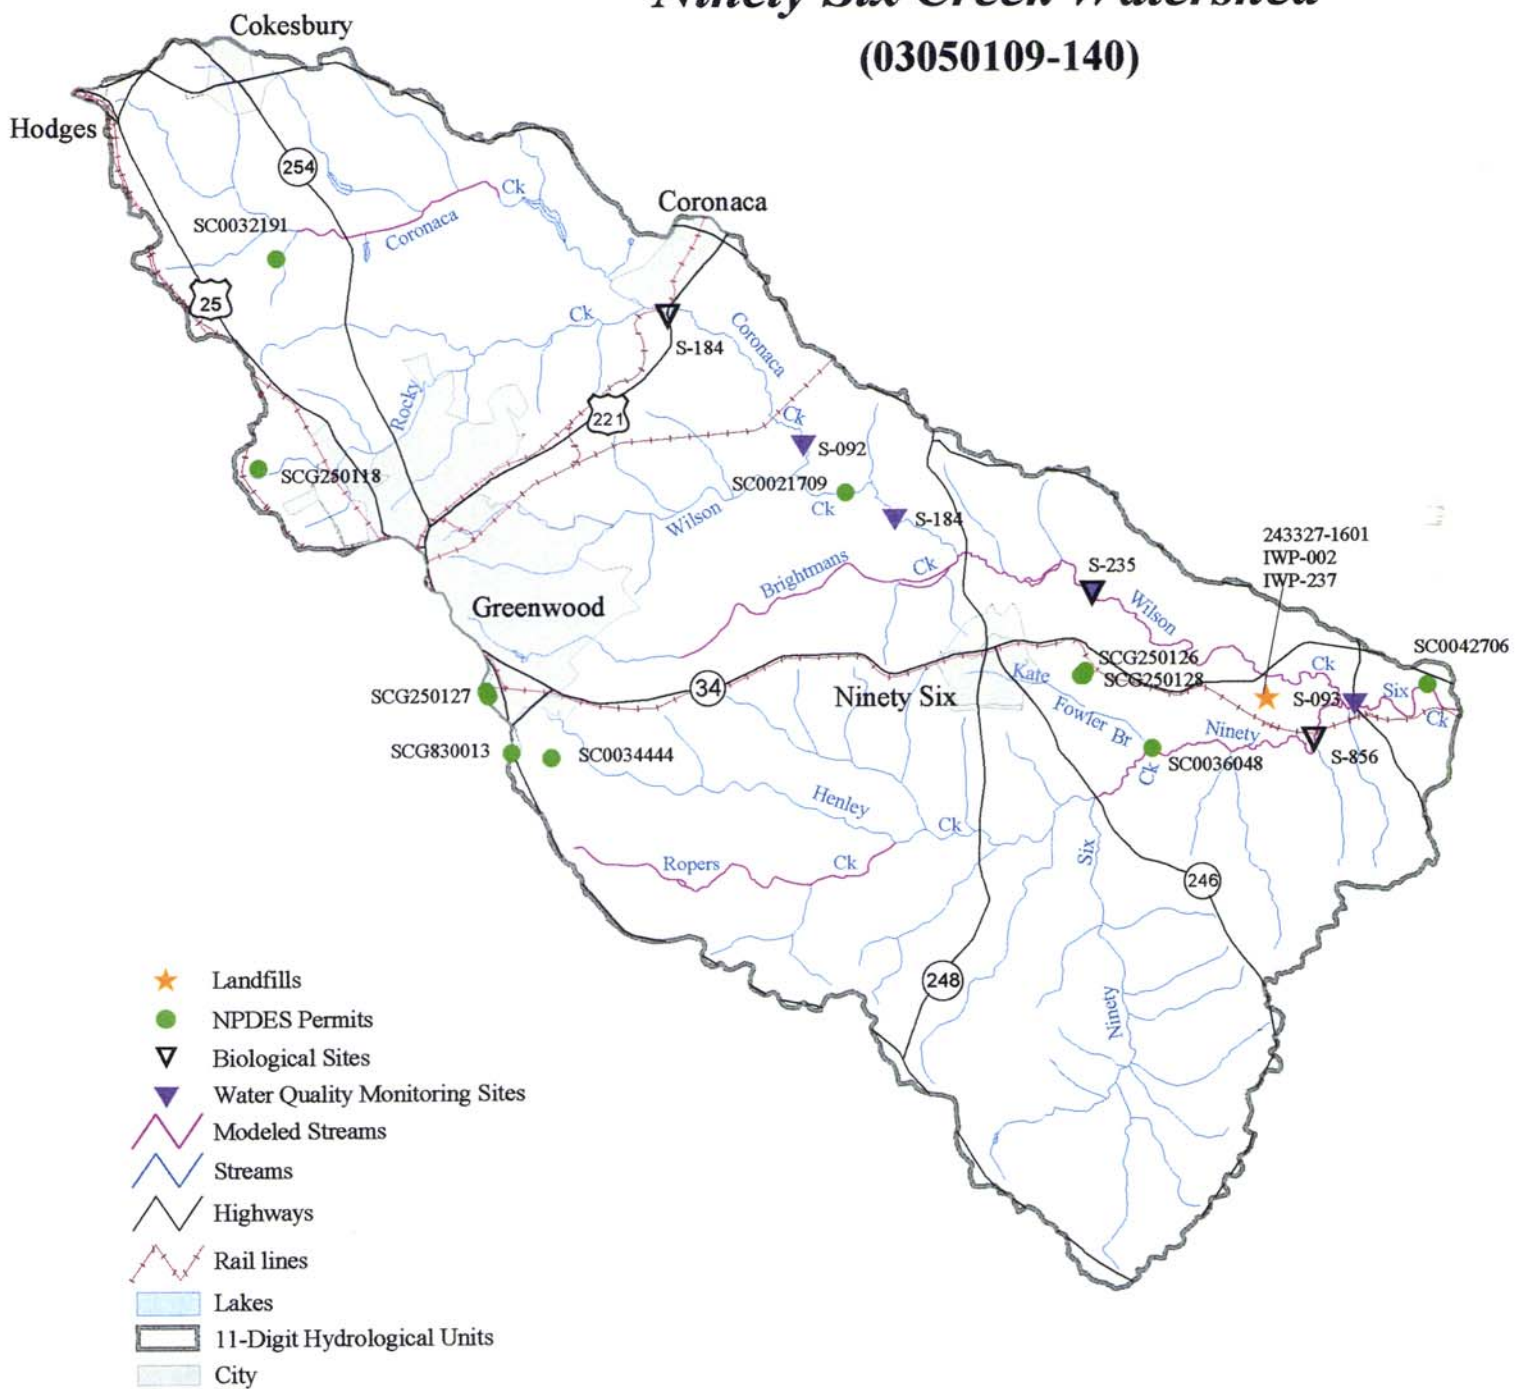 Ninety Six Creek Watershed
(03050109-140)
Cokesbury
Hodges
254
Coronaca
Ck
SC0032191
Coronaca
25
Ck
Coronaca
S-184
Rocky
221
Ck
S-092
SCG250118
SC0021709
Ck
Wilson
S-184
243327-1601
IWP-002
IWP-237
Brightmans
Ck
S-235
Wilson
Greenwood
SCG250126
SCG250128
SC0042706
Kate
Ck
34
Ninety Six
SCG250127
S-093
Six
Ck
Fowler Br
Ninety
SCG830013
SC0034444
SC0036048
S-856
Ck
Henley
Ck
Six
Ropers
Ck
246
248
Ninety
Landfills
NPDES Permits
Biological Sites
Water Quality Monitoring Sites
Modeled Streams
Streams
Highways
Rail lines
Lakes
11-Digit Hydrological Units
City